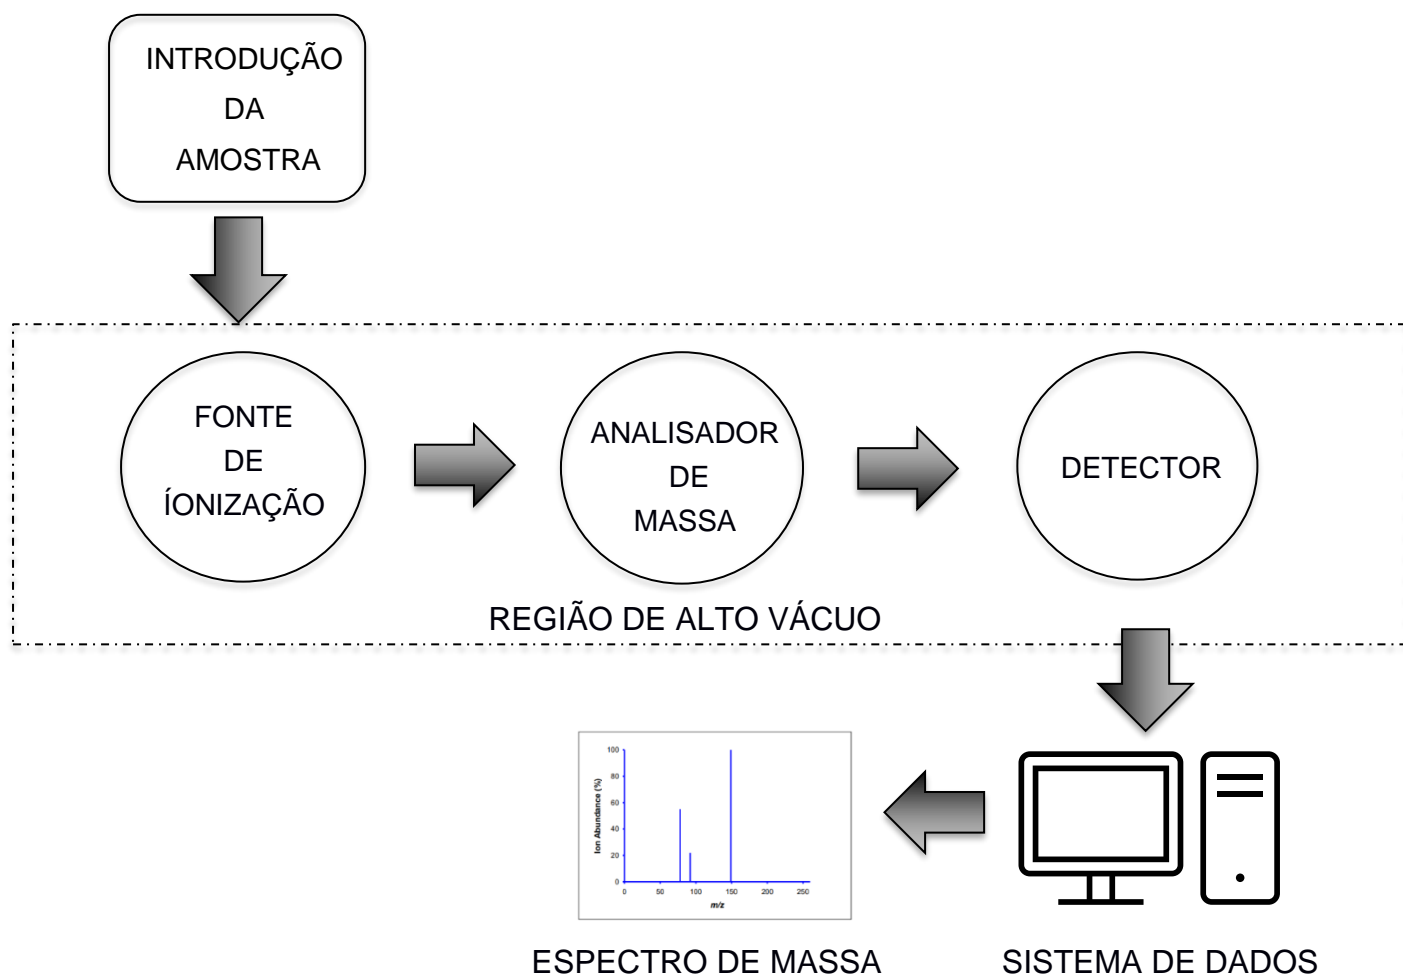 INTRODUÇÃO
DA
AMOSTRA
FONTE
DE
ÍONIZAÇÃO
ANALISADOR
DE
MASSA
DETECTOR
REGIÃO DE ALTO VÁCUO
Ion Abundance (%)
100
80
60
40
20
0
0 50 100 150 200 250
m/z
ESPECTRO DE MASSA
SISTEMA DE DADOS